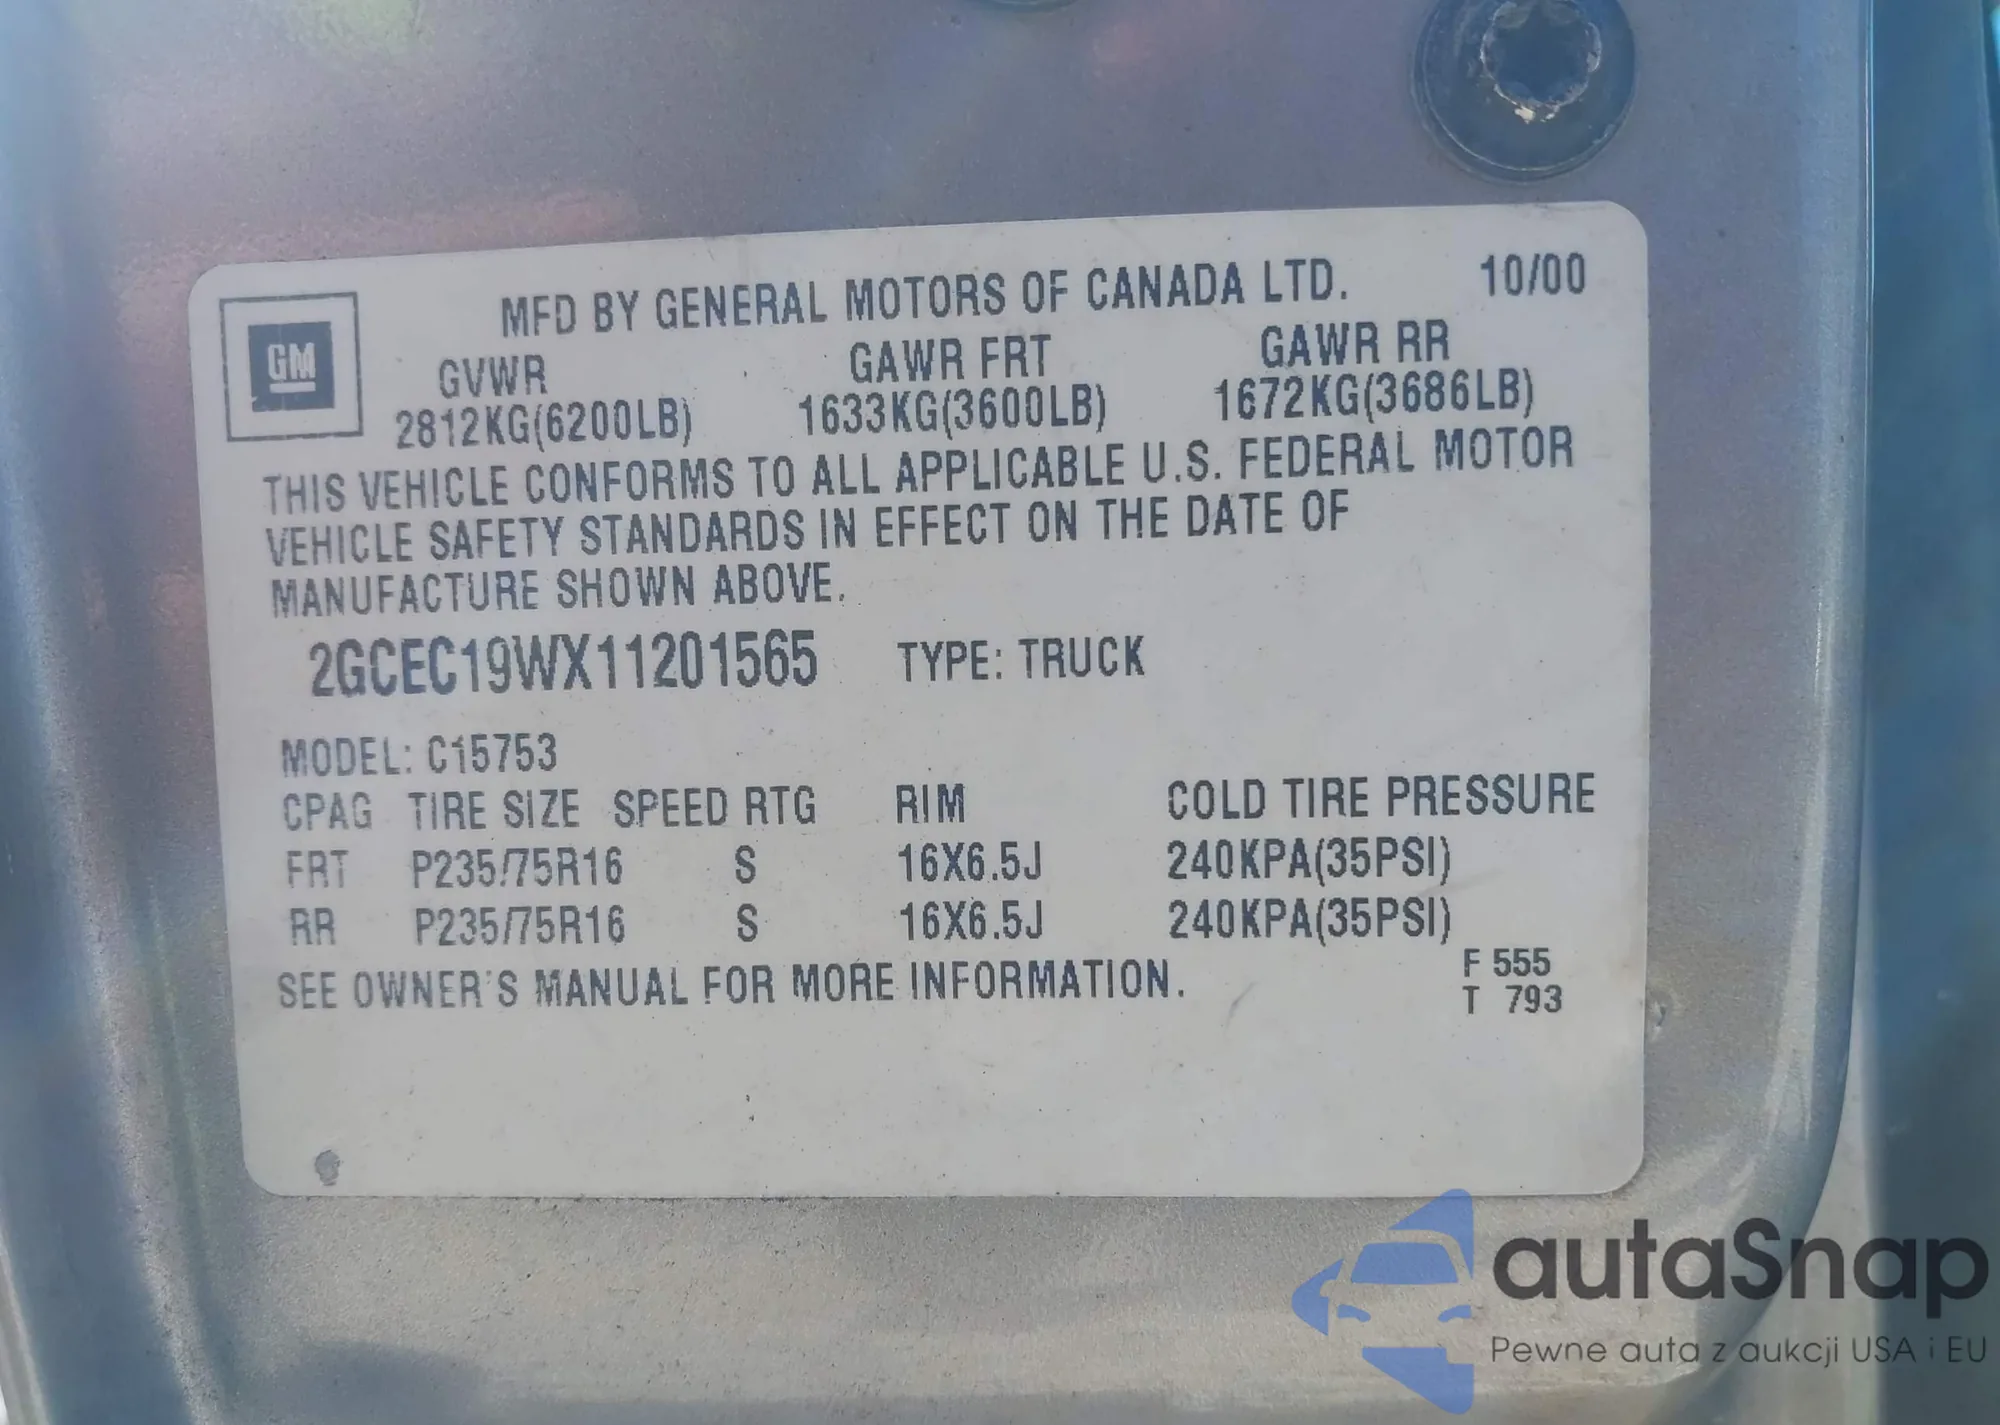 MFD BY GENERAL MOTORS OF CANADA LTD. 10/00
GM
GVWR GAWR FRT GAWR RR
2812KG(6200LB) 1633KG(3600LB) 1672KG(3686LB)
THIS VEHICLE CONFORMS TO ALL APPLICABLE U.S. FEDERAL MOTOR
VEHICLE SAFETY STANDARDS IN EFFECT ON THE DATE OF
MANUFACTURE SHOWN ABOVE.
2GCEC19WX11201565 TYPE: TRUCK
MODEL: C15753
CPAG TIRE SIZE SPEED RTG RIM COLD TIRE PRESSURE
FRT P235/75R16 S 16X6.5J 240KPA(35PSI)
RR P235/75R16 S 16X6.5J 240KPA(35PSI)
SEE OWNER'S MANUAL FOR MORE INFORMATION.
F 555
T 793
autaSnap
Pewne auta z aukcji USA i EU